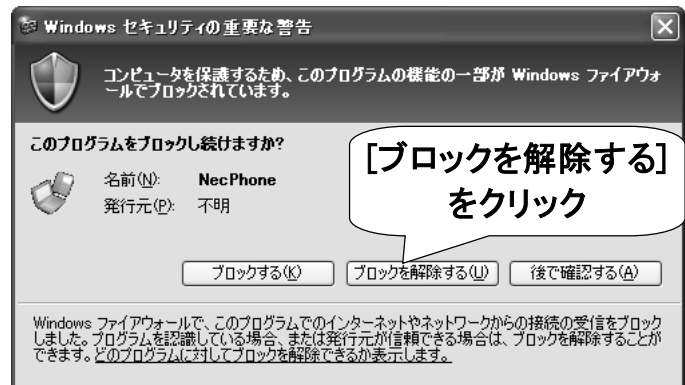 Windows セキュリティの重要な警告
コンピュータを保護するため、このプログラムの機能の一部が Windows ファイアウォ
ールでブロックされています。
このプログラムをブロックし続けますか?
[ブロックを解除する]
をクリック
名前(N): NecPhone
発行元(P): 不明
ブロックする(K) ブロックを解除する(U) 後で確認する(A)
Windows ファイアウォールで、このプログラムでのインターネットやネットワークからの接続の受信をブロック
しました。プログラムを認識している場合、または発行元が信頼できる場合は、ブロックを解除することが
できます。どのプログラムに対してブロックを解除できるか表示します。